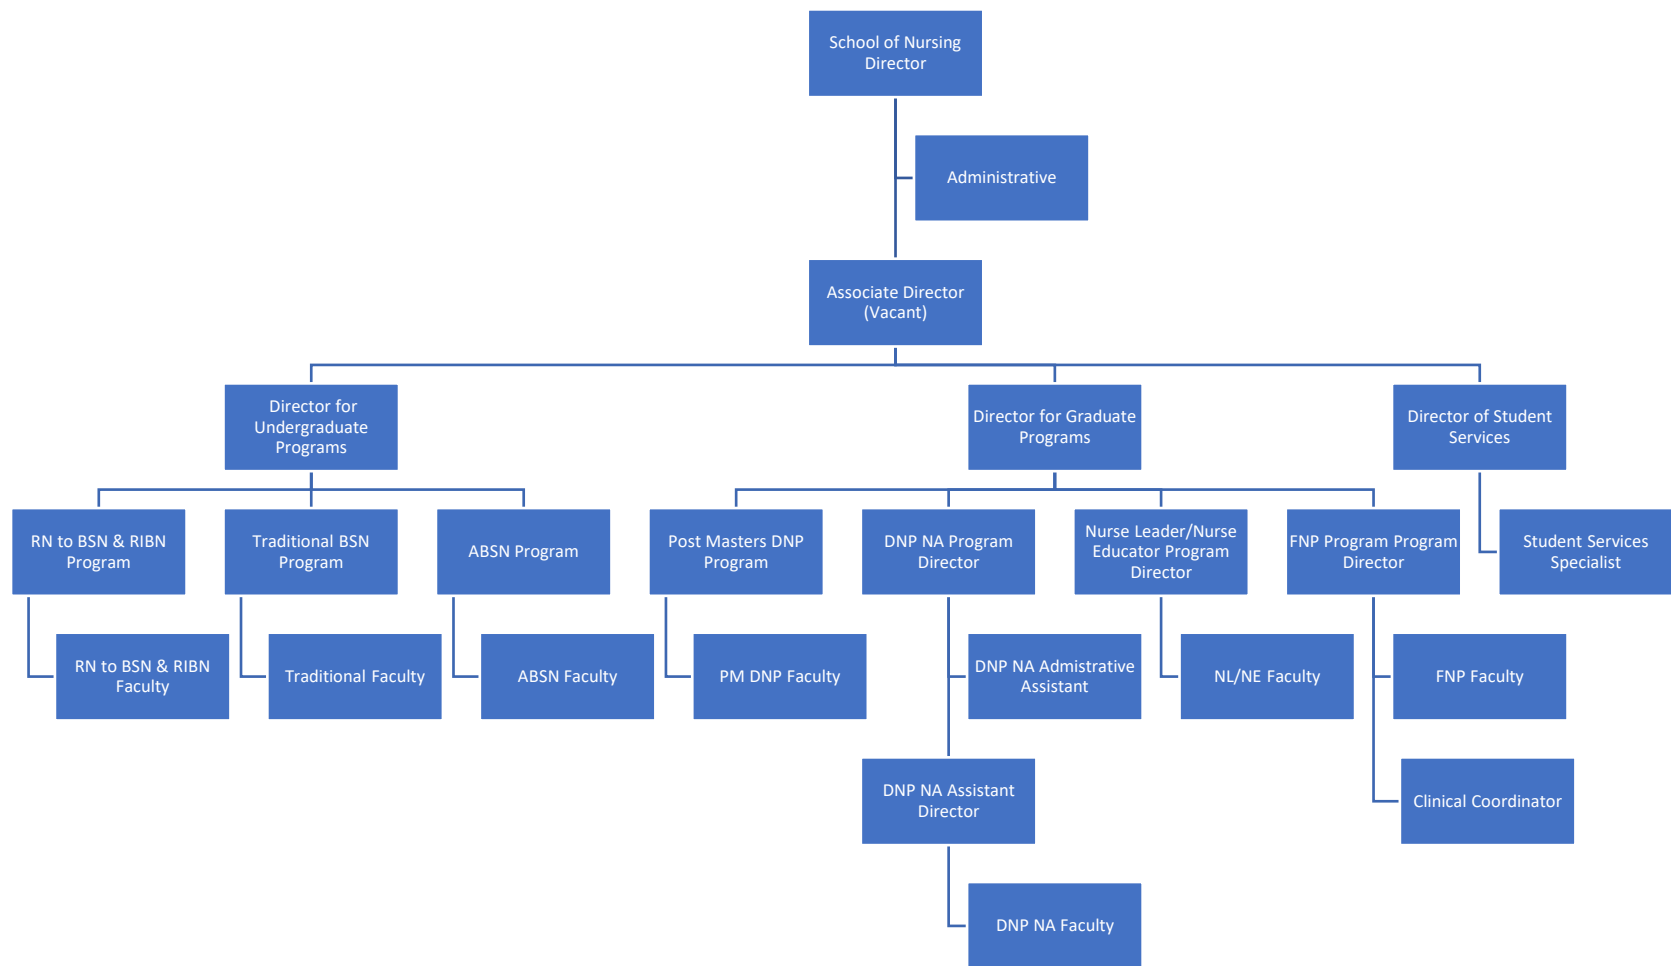 School of Nursing
Director
Administrative
Associate Director
(Vacant)
Director for
Undergraduate
Programs
Director for Graduate
Programs
Director of Student
Services
RN to BSN & RIBN
Program
Traditional BSN
Program
ABSN Program
Post Masters DNP
Program
DNP NA Program
Director
Nurse Leader/Nurse
Educator Program
Director
FNP Program Program
Director
Student Services
Specialist
RN to BSN & RIBN
Faculty
Traditional Faculty
ABSN Faculty
PM DNP Faculty
DNP NA Admistrative
Assistant
NL/NE Faculty
FNP Faculty
DNP NA Assistant
Director
Clinical Coordinator
DNP NA Faculty